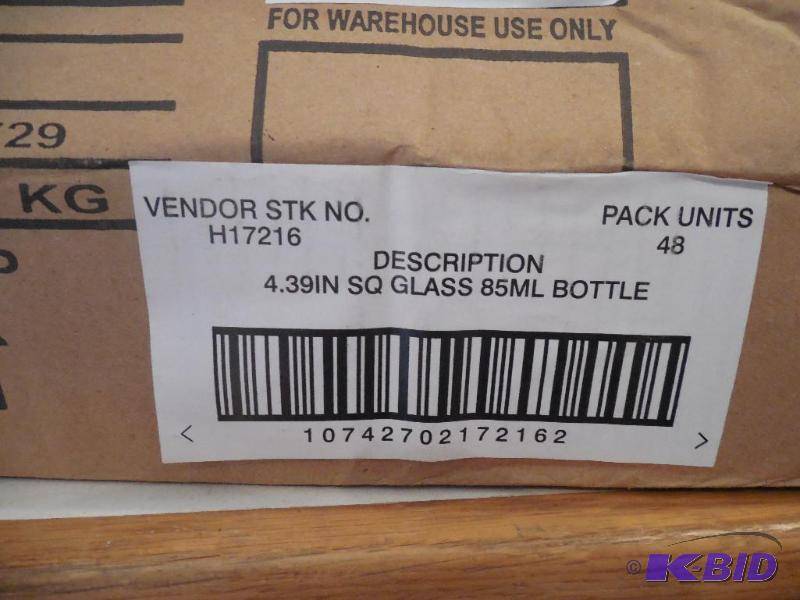 FOR WAREHOUSE USE ONLY
729
KG
VENDOR STK NO.
H17216
PACK UNITS
48
DESCRIPTION
4.39IN SQ GLASS 85ML BOTTLE
< 10742702172162 >
© K-BID